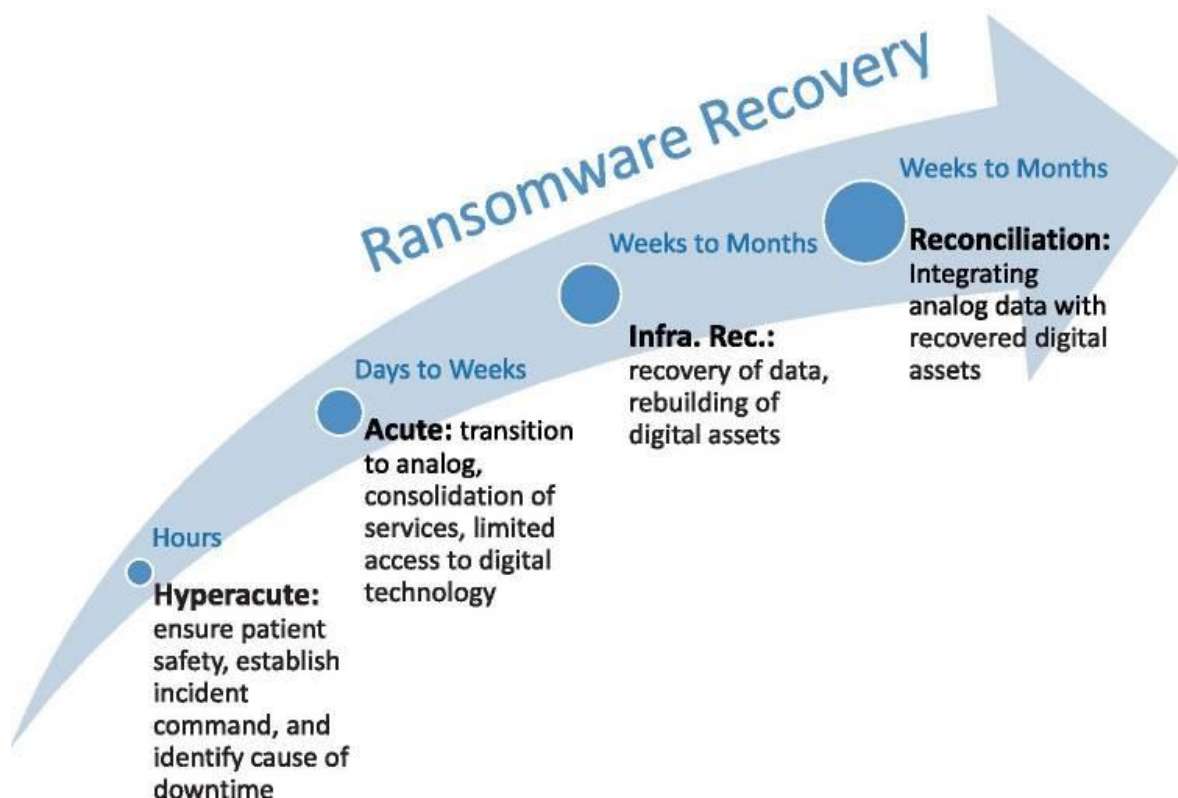 Ransomware Recovery
Hours
Hyperacute:
ensure patient
safety, establish
incident
command, and
identify cause of
downtime
Days to Weeks
Acute: transition
to analog,
consolidation of
services, limited
access to digital
technology
Weeks to Months
Infra. Rec.:
recovery of data,
rebuilding of
digital assets
Weeks to Months
Reconciliation:
Integrating
analog data with
recovered digital
assets